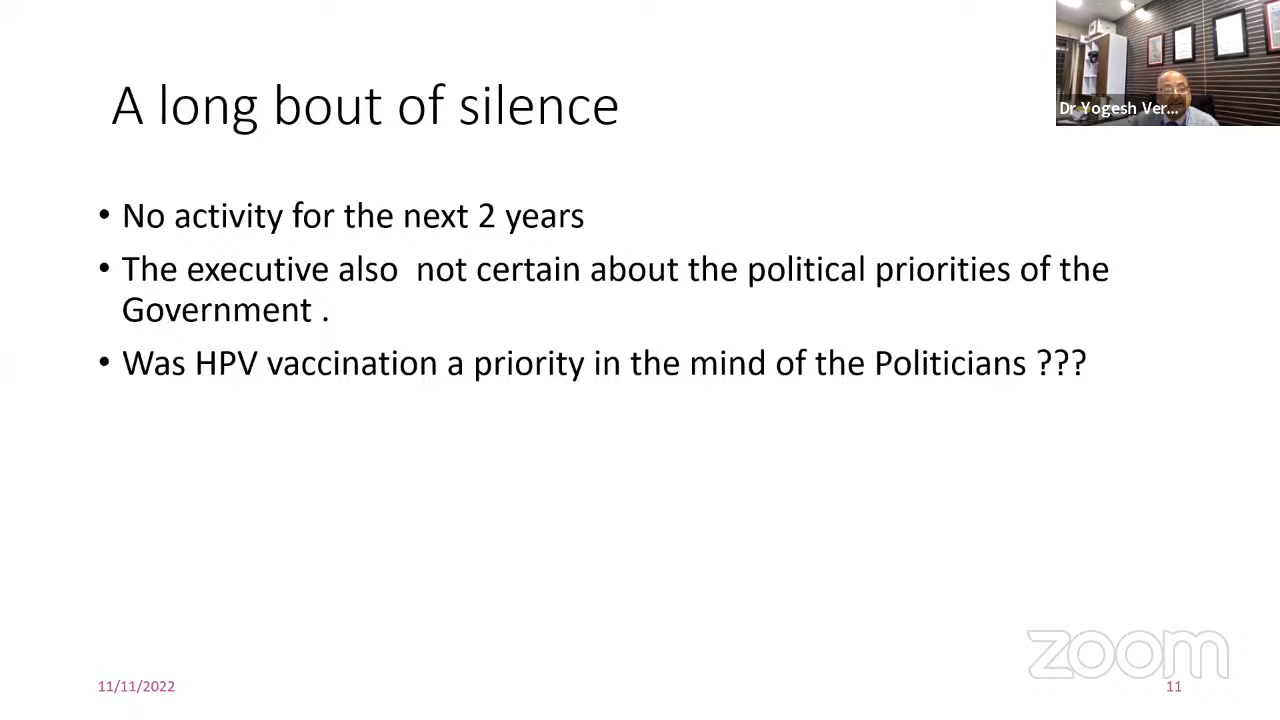 A long bout of silence
Dr Yogesh Ver...
• No activity for the next 2 years
• The executive also  not certain about the political priorities of the
Government .
• Was HPV vaccination a priority in the mind of the Politicians ???
zoom
11/11/2022
11